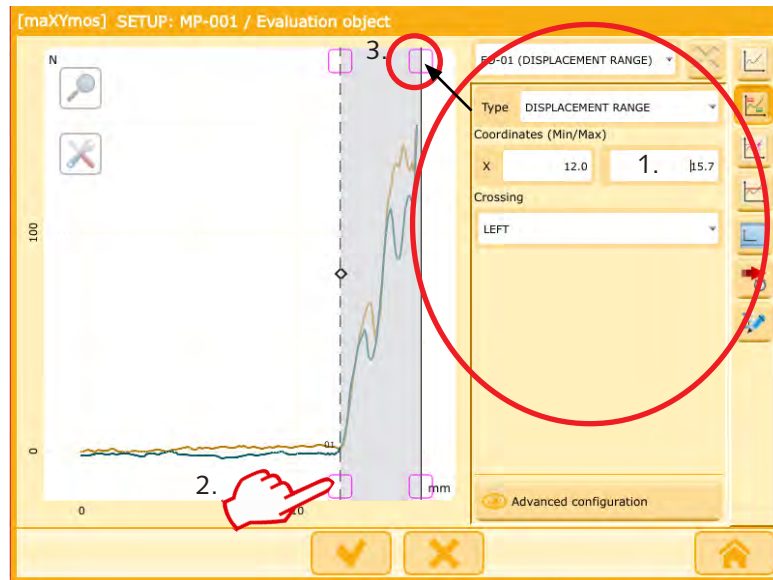 [maXYmos] SETUP: MP-001 / Evaluation object
N
3.
EO-01 (DISPLACEMENT RANGE)
Type DISPLACEMENT RANGE
Coordinates (Min/Max)
X 12.0 1. 15.7
Crossing
LEFT
100
0
01
2.
mm
0 10
Advanced configuration